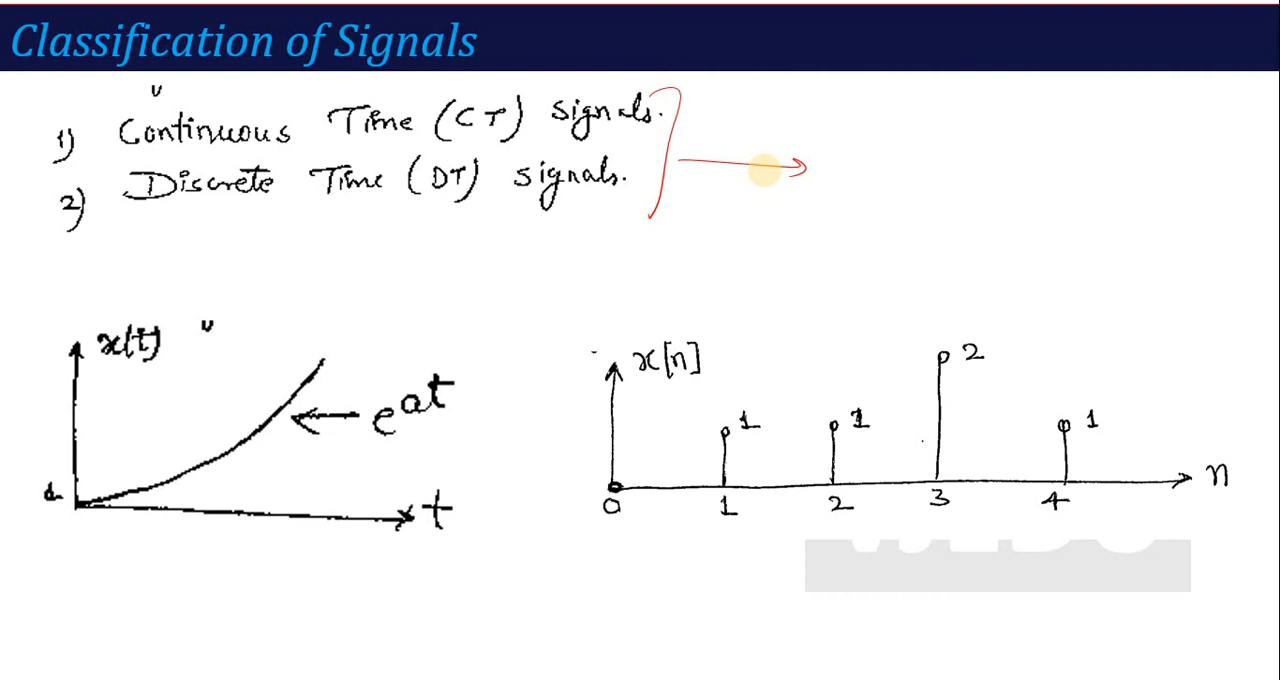 Classification of Signals
1) Continuous Time (CT) signals.
2) Discrete Time (DT) signals.
x(t)
e^at
t
x[n]
1
1
2
1
n
0 1 2 3 4